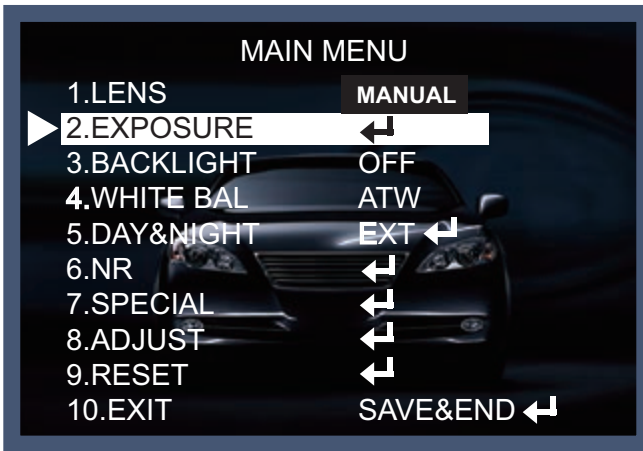 MAIN MENU
1.LENS MANUAL
2.EXPOSURE ↵
3.BACKLIGHT OFF
4.WHITE BAL ATW
5.DAY&NIGHT EXT ↵
6.NR ↵
7.SPECIAL ↵
8.ADJUST ↵
9.RESET ↵
10.EXIT SAVE&END ↵